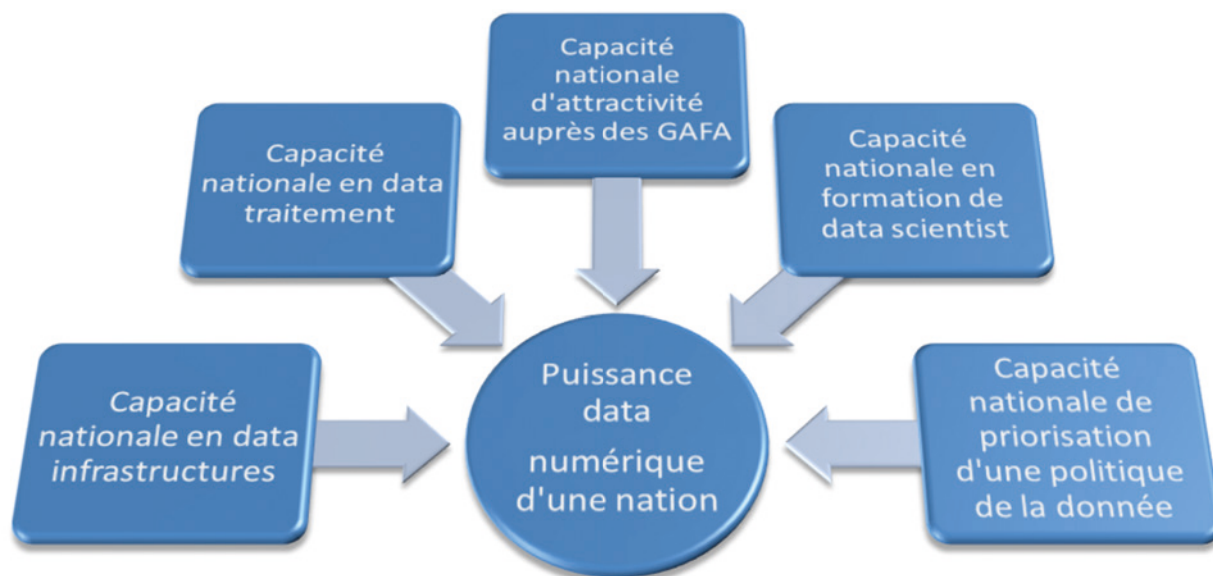 Capacité
nationale
d'attractivité
auprès des GAFA
Capacité
nationale en data
traitement
Capacité
nationale en
formation de
data scientist
Capacité
nationale en data
infrastructures
Puissance
data
numérique
d'une nation
Capacité
nationale de
priorisation
d'une politique
de la donnée